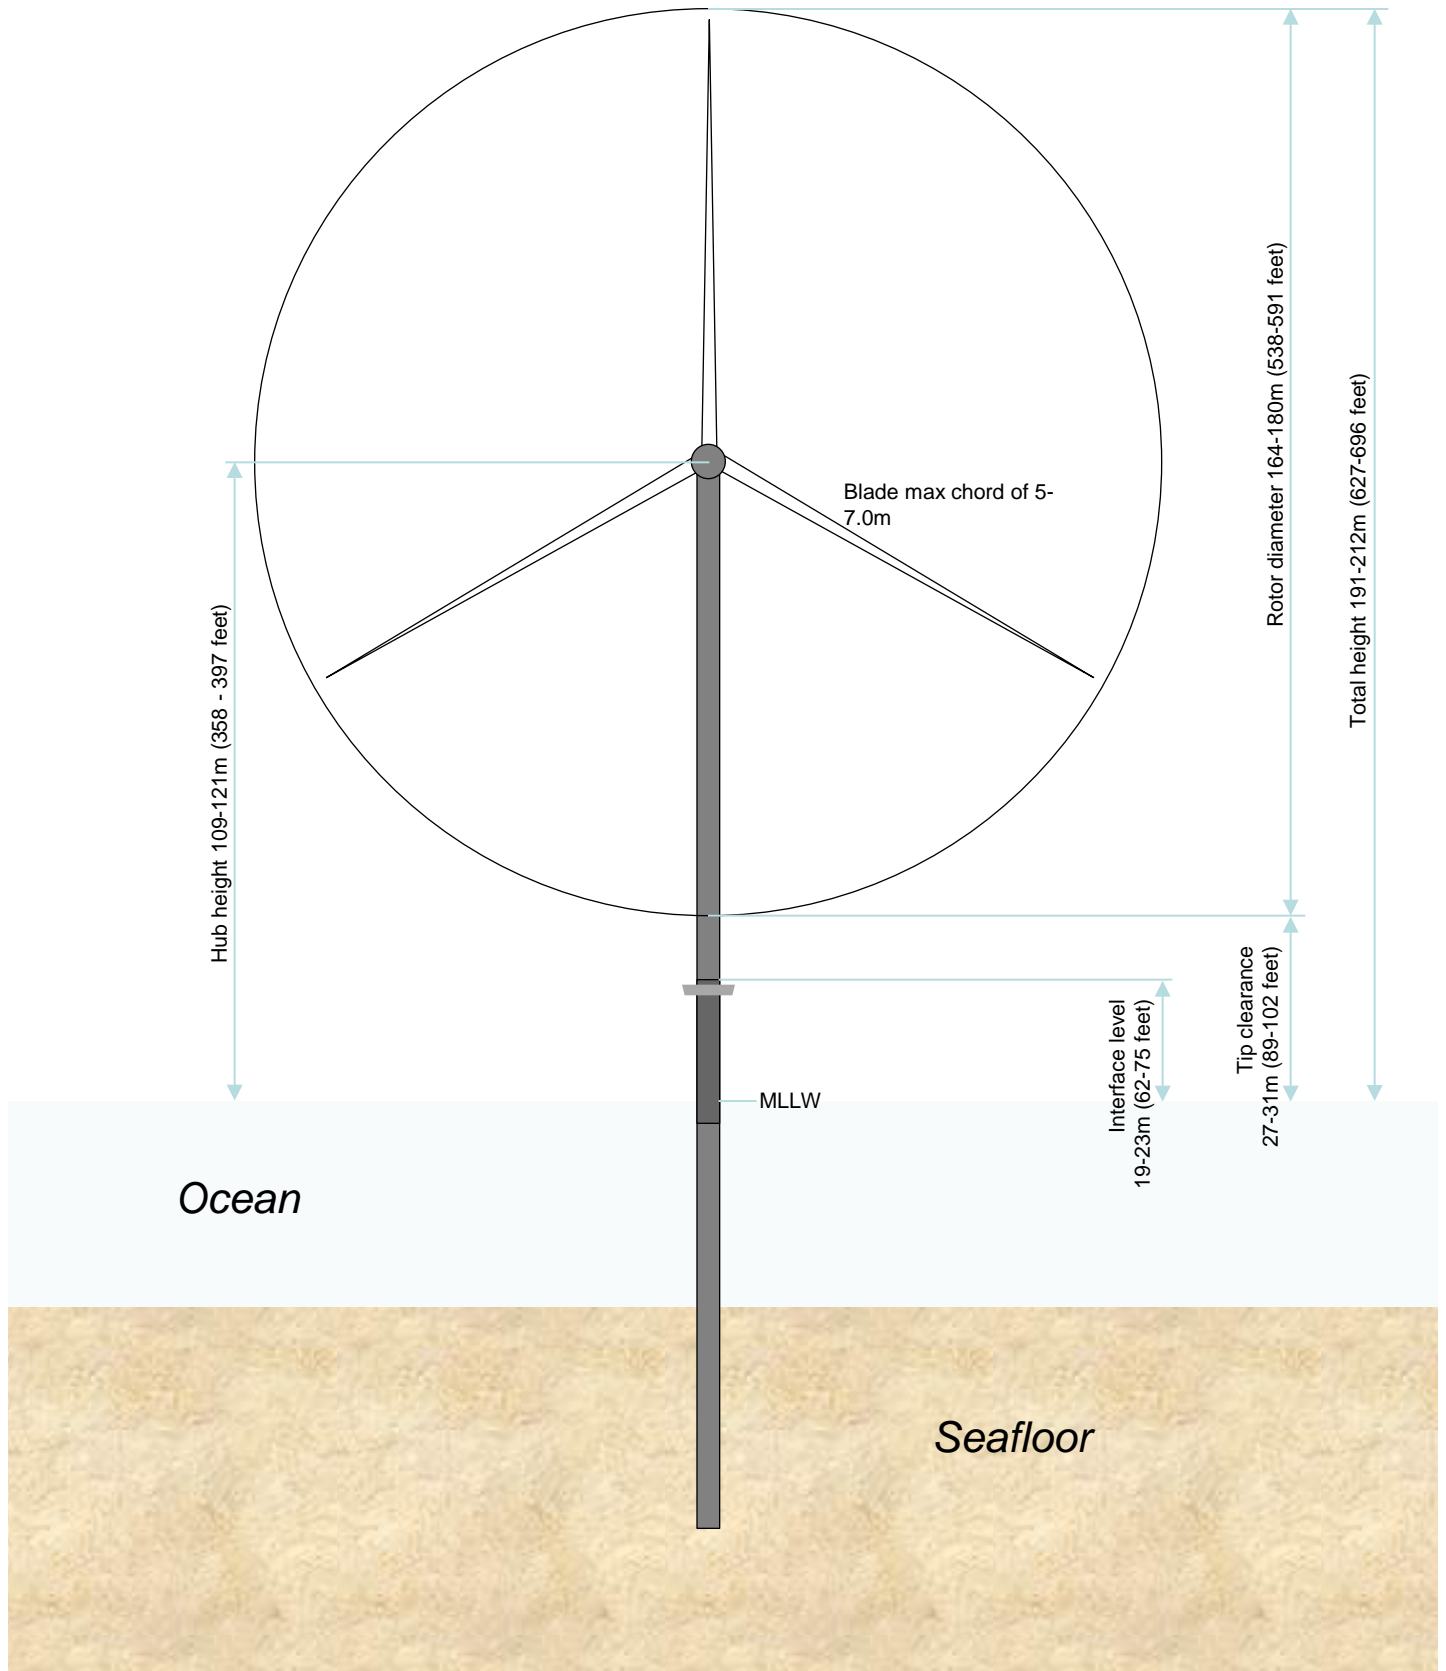 Blade max chord of 5-
7.0m
Rotor diameter 164-180m (538-591 feet)
Total height 191-212m (627-696 feet)
Hub height 109-121m (358 - 397 feet)
Tip clearance
27-31m (89-102 feet)
Interface level
19-23m (62-75 feet)
MLLW
Ocean
Seafloor